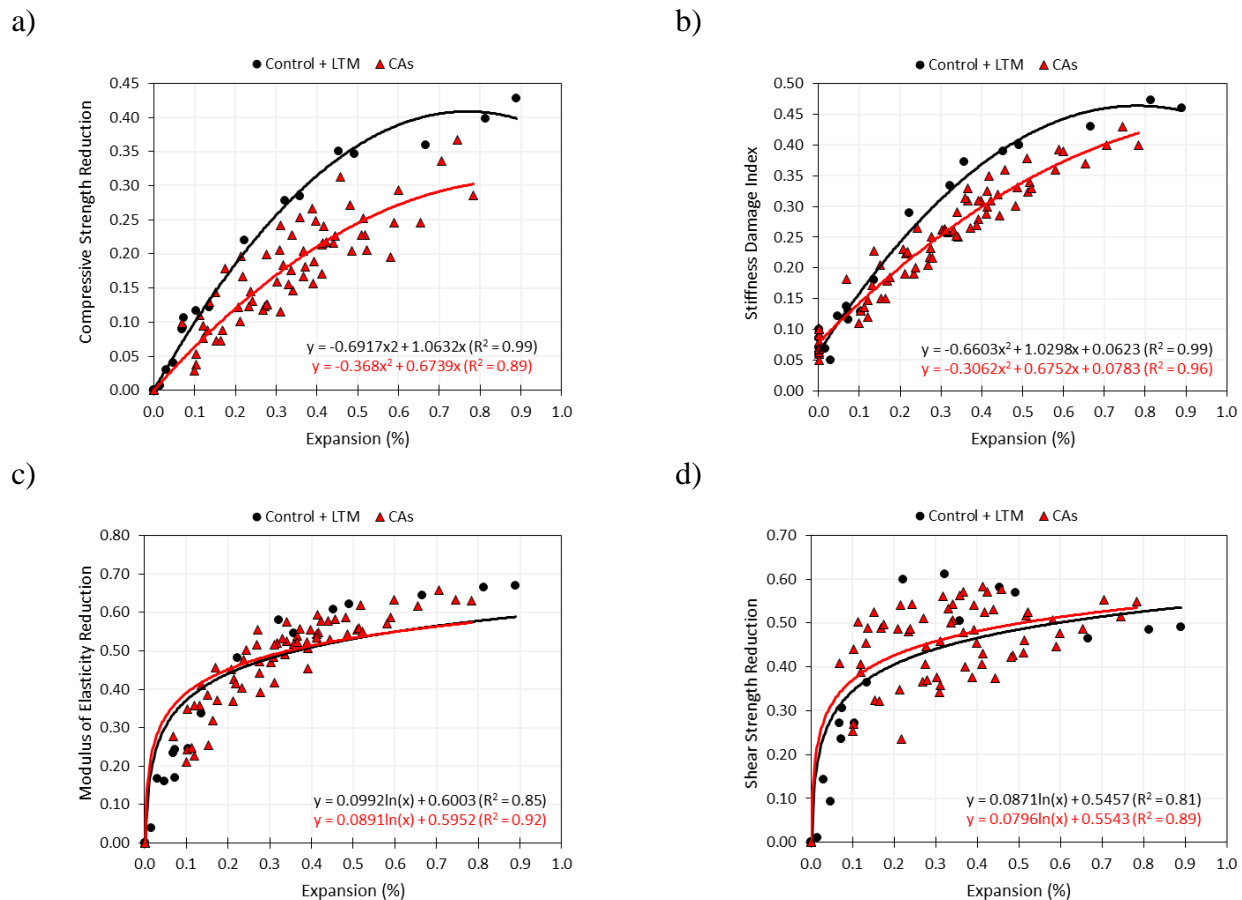 a)
Control + LTM CAs
Compressive Strength Reduction
0.45
0.40
0.35
0.30
0.25
0.20
0.15
0.10
0.05
0.00
y = -0.6917x2 + 1.0632x (R² = 0.99)
y = -0.368x² + 0.6739x (R² = 0.89)
0.0 0.1 0.2 0.3 0.4 0.5 0.6 0.7 0.8 0.9 1.0
Expansion (%)
b)
Control + LTM CAs
Stiffness Damage Index
0.50
0.45
0.40
0.35
0.30
0.25
0.20
0.15
0.10
0.05
0.00
y = -0.6603x² + 1.0298x + 0.0623 (R² = 0.99)
y = -0.3062x² + 0.6752x + 0.0783 (R² = 0.96)
0.0 0.1 0.2 0.3 0.4 0.5 0.6 0.7 0.8 0.9 1.0
Expansion (%)
c)
Control + LTM CAs
Modulus of Elasticity Reduction
0.80
0.70
0.60
0.50
0.40
0.30
0.20
0.10
0.00
y = 0.0992ln(x) + 0.6003 (R² = 0.85)
y = 0.0891ln(x) + 0.5952 (R² = 0.92)
0.0 0.1 0.2 0.3 0.4 0.5 0.6 0.7 0.8 0.9 1.0
Expansion (%)
d)
Control + LTM CAs
Shear Strength Reduction
0.70
0.60
0.50
0.40
0.30
0.20
0.10
0.00
y = 0.0871ln(x) + 0.5457 (R² = 0.81)
y = 0.0796ln(x) + 0.5543 (R² = 0.89)
0.0 0.1 0.2 0.3 0.4 0.5 0.6 0.7 0.8 0.9 1.0
Expansion (%)